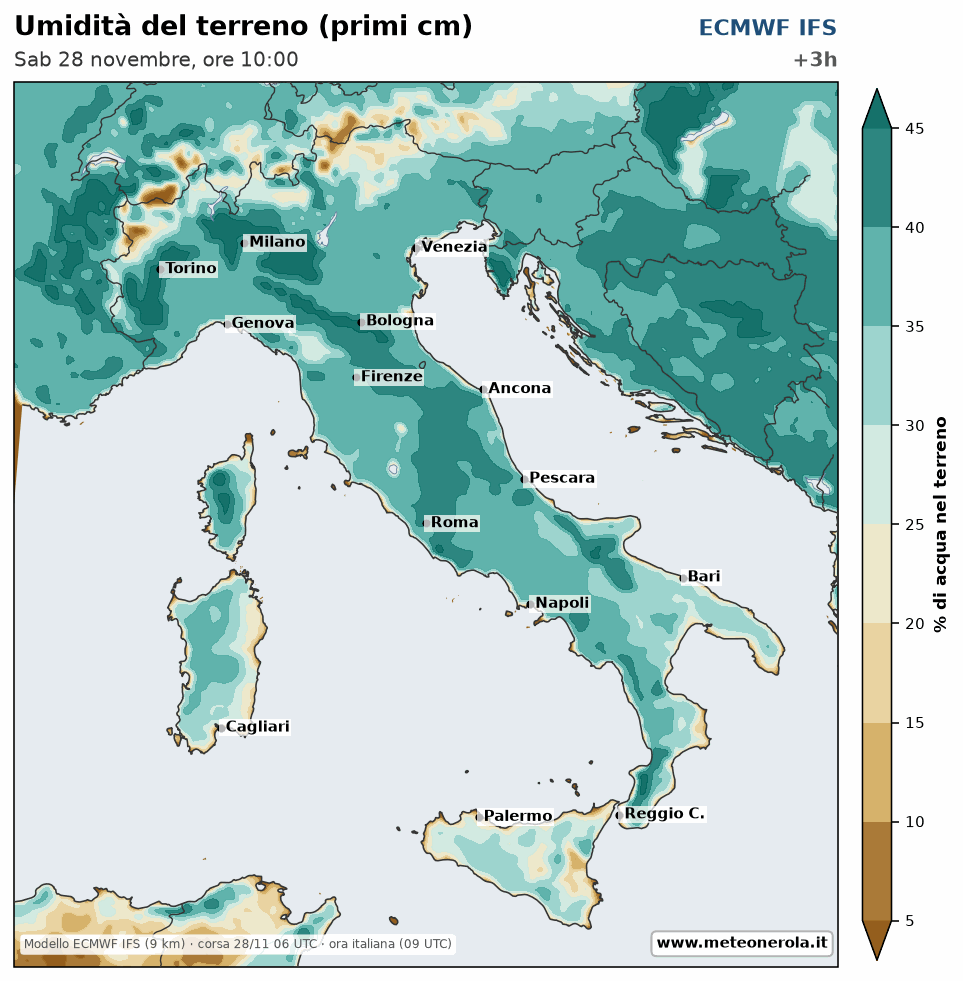 Umidità del terreno (primi cm)
ECMWF IFS
Sab 28 novembre, ore 10:00
+3h
45
40
35
30
25
20
15
10
5
% di acqua nel terreno
Milano
Venezia
Torino
Genova
Bologna
Firenze
Ancona
Pescara
Roma
Bari
Napoli
Cagliari
Palermo
Reggio C.
Modello ECMWF IFS (9 km) · corsa 28/11 06 UTC · ora italiana (09 UTC)
www.meteonerola.it